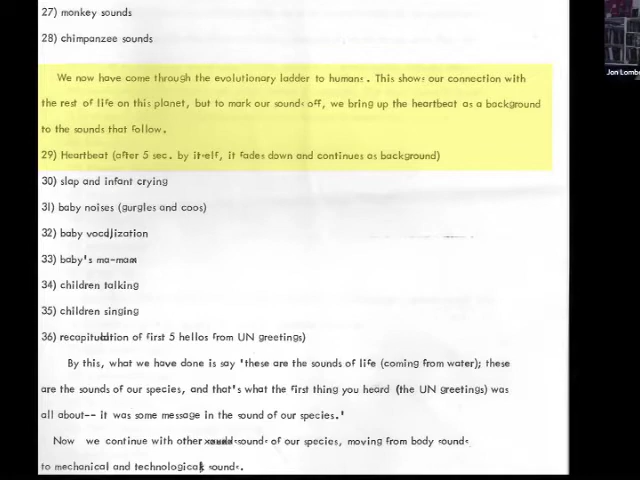 27) monkey sounds
28) chimpanzee sounds
We now have come through the evolutionary ladder to humans. This shows our connection with
the rest of life on this planet, but to mark our sounds off, we bring up the heartbeat as a background
to the sounds that follow.
29) Heartbeat (after 5 sec. by it-elf, it fades down and continues as background)
30) slap and infant crying
31) baby noises (gurgles and coos)
32) baby vocalization
33) baby's ma-mam
34) children talking
35) children singing
36) recapitulation of first 5 hellos from UN greetings)
By this, what we have done is say 'these are the sounds of life (coming from water); these
are the sounds of our species, and that's what the first thing you heard (the UN greetings) was
all about-- it was some message in the sound of our species.'
Now we continue with other sounds of our species, moving from body sounds
to mechanical and technological sounds.
Jon Lomb